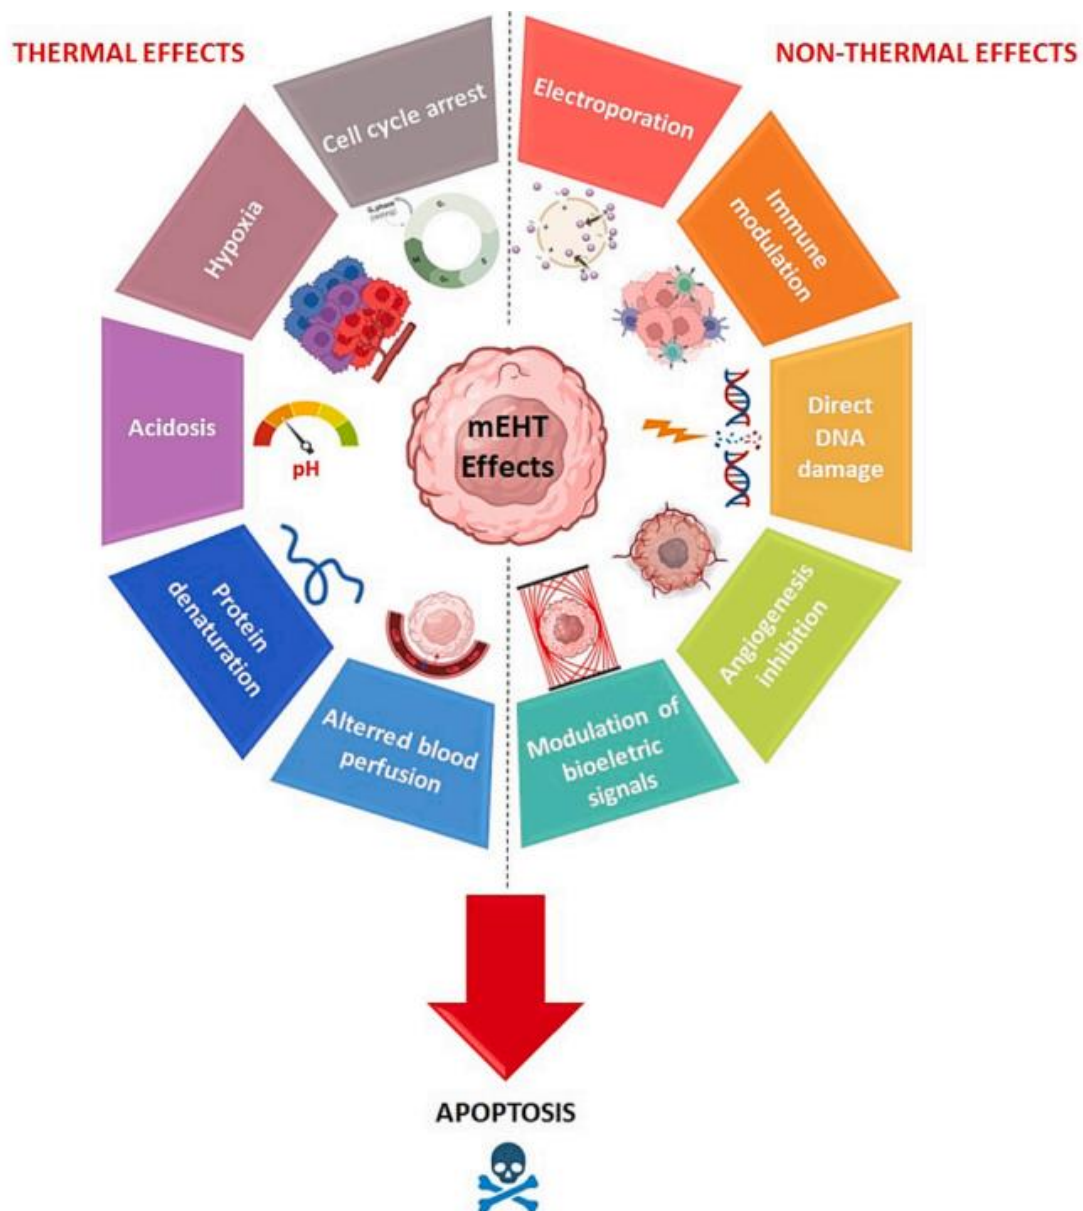 THERMAL EFFECTS
NON-THERMAL EFFECTS
Cell cycle arrest
Electroporation
Hypoxia
Immune
modulation
Acidosis
pH
mEHT
Effects
Direct
DNA
damage
Protein
denaturation
Angiogenesis
inhibition
Alterred blood
perfusion
Modulation of
bioeletric
signals
APOPTOSIS